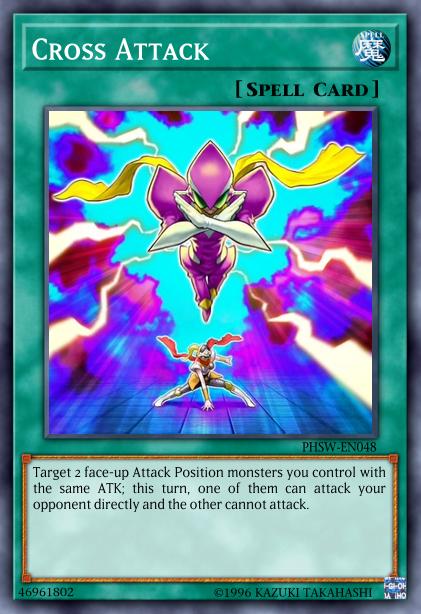 Cross Attack
SPELL
魔
[Spell Card]
PHSW-EN048
Target 2 face-up Attack Position monsters you control with
the same ATK; this turn, one of them can attack your
opponent directly and the other cannot attack.
46961802
©1996 KAZUKI TAKAHASHI